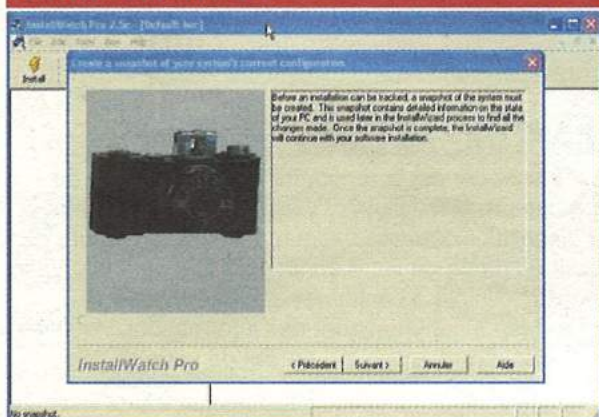 InstallWatch Pro 2.5c - [Default.iwc]
Install
Create a snapshot of your system's current configuration
Before an installation can be tracked, a snapshot of the system must
be created. This snapshot contains detailed information on the state
of your PC and is used later in the InstallWizard process to find all the
changes made. Once the snapshot is complete, the InstallWizard
will continue with your software installation.
InstallWatch Pro
< Précédent
Suivant >
Annuler
Aide
No snapshot.